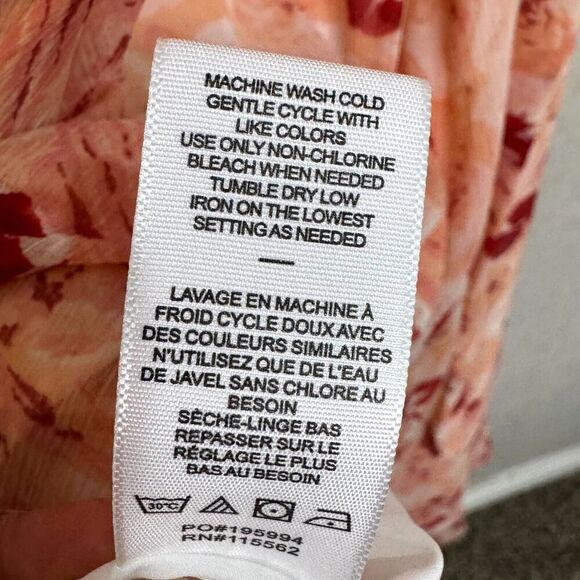 MACHINE WASH COLD
GENTLE CYCLE WITH
LIKE COLORS
USE ONLY NON-CHLORINE
BLEACH WHEN NEEDED
TUMBLE DRY LOW
IRON ON THE LOWEST
SETTING AS NEEDED
—
LAVAGE EN MACHINE À
FROID CYCLE DOUX AVEC
DES COULEURS SIMILAIRES
N'UTILISEZ QUE DE L'EAU
DE JAVEL SANS CHLORE AU
BESOIN
SÈCHE-LINGE BAS
REPASSER SUR LE
RÉGLAGE LE PLUS
BAS AU BESOIN
30°C
PO#195994
RN#115562